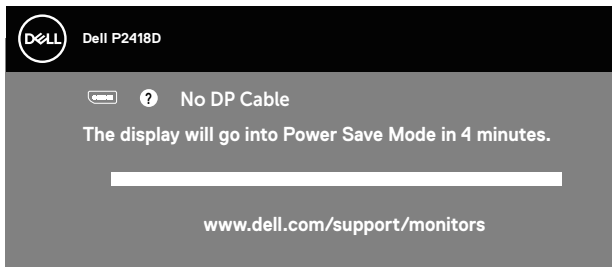 DELL
Dell P2418D
? No DP Cable
The display will go into Power Save Mode in 4 minutes.
www.dell.com/support/monitors